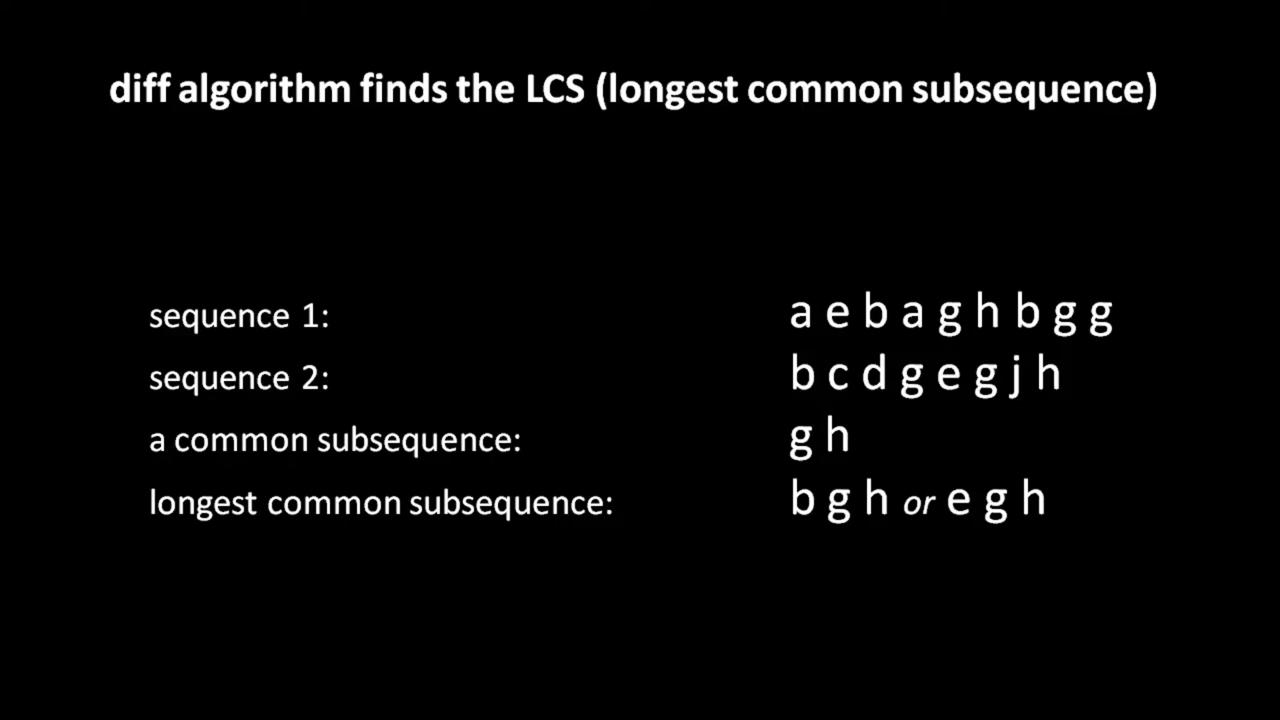 diff algorithm finds the LCS (longest common subsequence)
sequence 1: a e b a g h b g g
sequence 2: b c d g e g j h
a common subsequence: g h
longest common subsequence: b g h or e g h